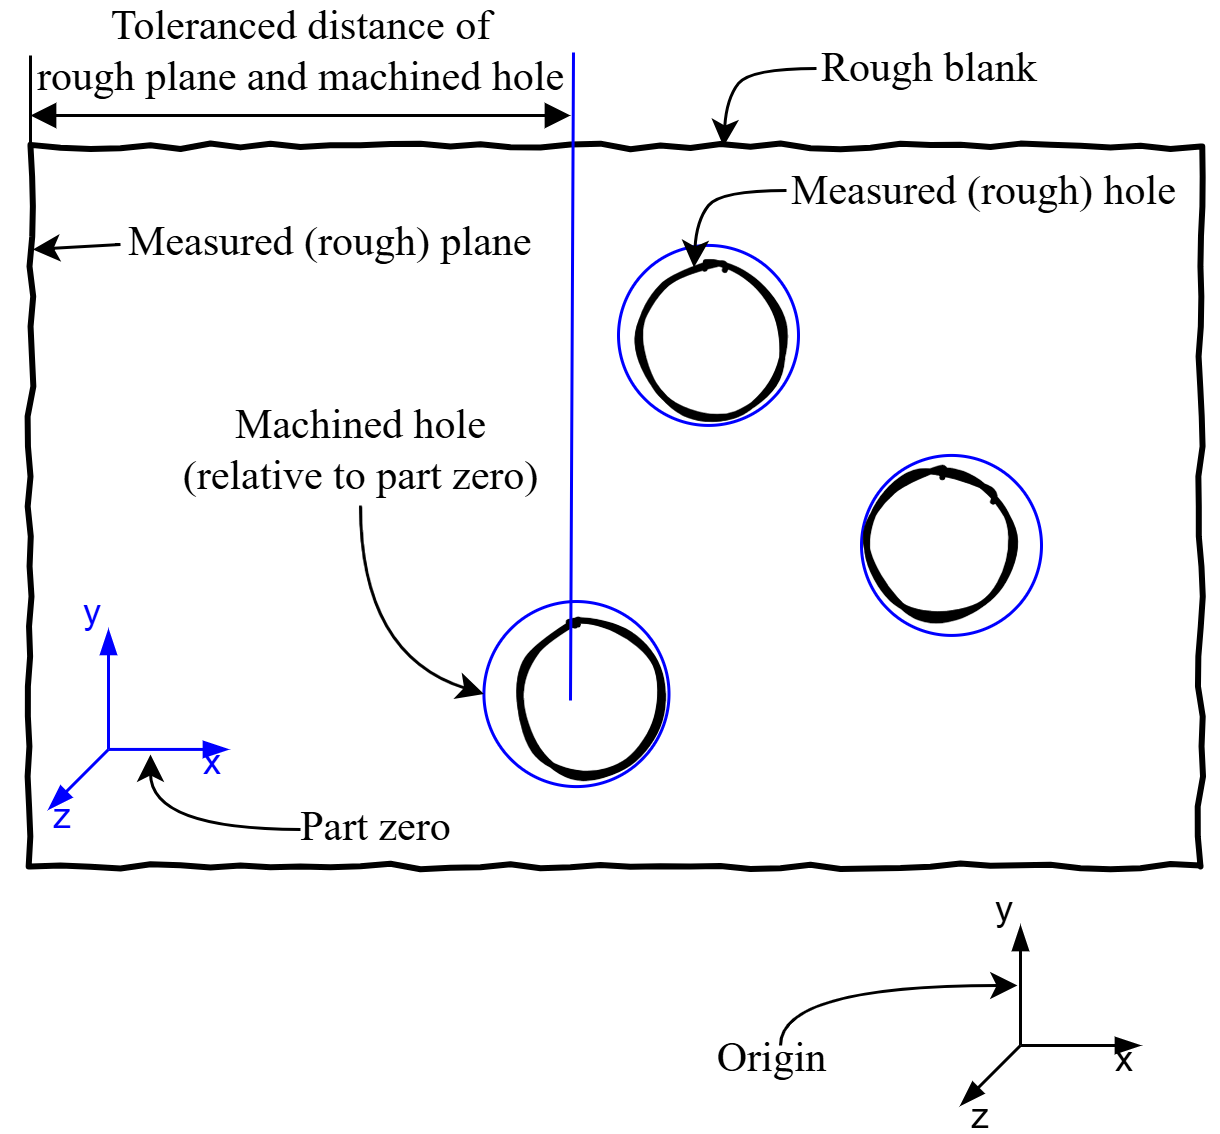 Toleranced distance of
rough plane and machined hole
Rough blank
Measured (rough) hole
Measured (rough) plane
Machined hole
(relative to part zero)
y
x
z
Part zero
y
Origin
x
z